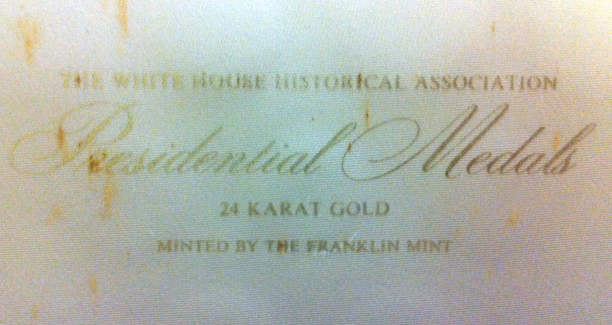 THE WHITE HOUSE HISTORICAL ASSOCIATION
Presidential Medals
24 KARAT GOLD
MINTED BY THE FRANKLIN MINT